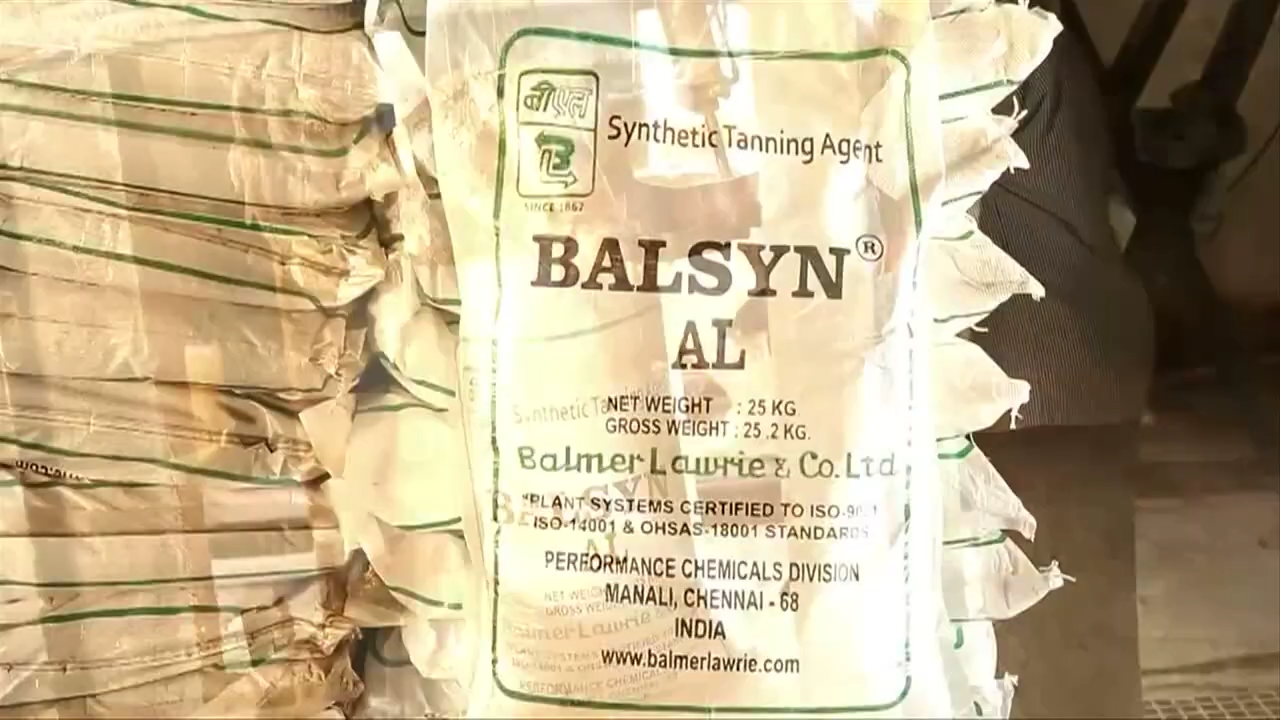 बीएल
Synthetic Tanning Agent
SINCE 1867
BALSYN®
AL
NET WEIGHT : 25 KG.
GROSS WEIGHT : 25.2 KG.
Balmer Lawrie & Co. Ltd
PLANT SYSTEMS CERTIFIED TO ISO-9001
ISO-14001 & OHSAS-18001 STANDARDS
PERFORMANCE CHEMICALS DIVISION
MANALI, CHENNAI - 68
INDIA
www.balmerlawrie.com